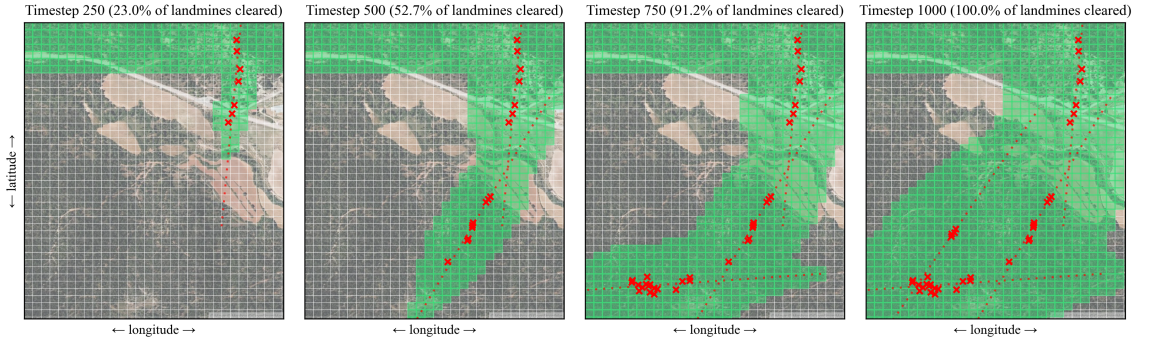 Timestep 250 (23.0% of landmines cleared)
Timestep 500 (52.7% of landmines cleared)
Timestep 750 (91.2% of landmines cleared)
Timestep 1000 (100.0% of landmines cleared)
← latitude →
← longitude →
← longitude →
← longitude →
← longitude →